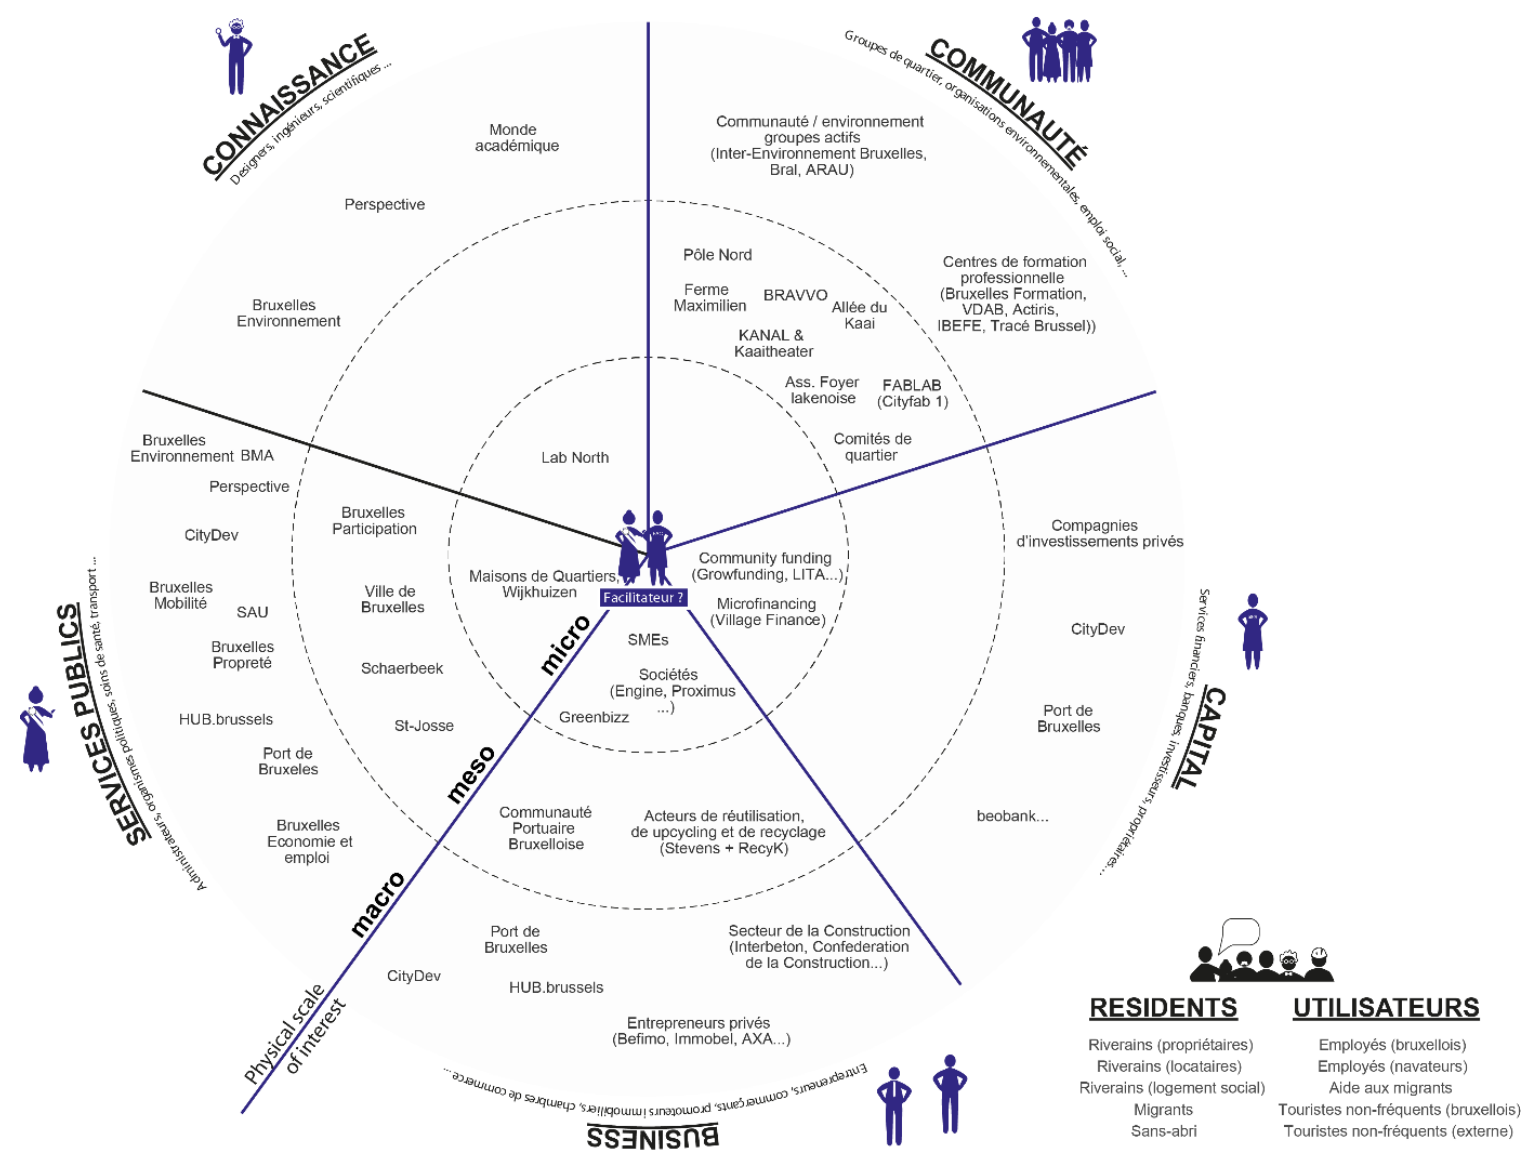 CONNAISSANCE
Designers, ingénieurs, scientifiques ...
Monde
académique
Perspective
Bruxelles
Environnement
Lab North
COMMUNAUTÉ
Groupes de quartier, organisations environnementales, emploi social, ...
Communauté / environnement
groupes actifs
(Inter-Environement Bruxelles,
Bral, ARAU)
Pôle Nord
Ferme
Maximilien
BRAVVO
Allée du
Kaai
KANAL &
Kaaitheater
Centres de formation
professionnelle
(Bruxelles Formation,
VDAB, Actiris,
IBEFE, Tracé Brussel))
Ass. Foyer
lakenoise
FABLAB
(Cityfab 1)
Comités de
quartier
SERVICES PUBLICS
Administrateurs, organismes politiques, soins de santé, transport ...
Bruxelles
Environnement
BMA
Perspective
CityDev
Bruxelles
Mobilité
SAU
Bruxelles
Propreté
HUB.brussels
Port de
Bruxeles
Bruxelles
Economie et
emploi
Bruxelles
Participation
Ville de
Bruxelles
Schaerbeek
St-Josse
Maisons de Quartiers,
Wijkhuizen
Facilitateur ?
CAPITAL
Services financiers, banques, investisseurs, propriétaires...
Community funding
(Growfunding, LITA...)
Microfinancing
(Village Finance)
Compagnies
d'investissements privés
CityDev
Port de
Bruxelles
beobank...
micro
meso
macro
Physical scale
of interest
SMEs
Sociétés
(Engine, Proximus
...)
Greenbizz
Communauté
Portuaire
Bruxelloise
Acteurs de réutilisation,
de upcycling et de recyclage
(Stevens + RecyK)
Port de
Bruxelles
CityDev
HUB.brussels
Secteur de la Construction
(Interbeton, Confederation
de la Construction...)
Entrepreneurs privés
(Befimo, Immobel, AXA...)
Entrepreneurs, commerçants, promoteurs immobiliers, chambres de commerce...
BUSINESS
RESIDENTS
Riverains (propriétaires)
Riverains (locataires)
Riverains (logement social)
Migrants
Sans-abri
UTILISATEURS
Employés (bruxellois)
Employés (navateurs)
Aide aux migrants
Touristes non-fréquents (bruxellois)
Touristes non-fréquents (externe)